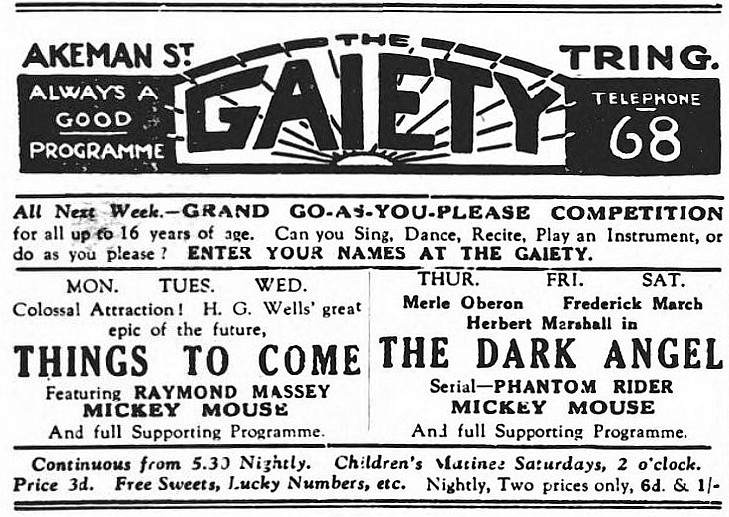 AKEMAN ST.
THE
GAIETY
TRING.
ALWAYS A
GOOD
PROGRAMME
TELEPHONE
68
All Next Week.—GRAND GO-AS-YOU-PLEASE COMPETITION
for all up to 16 years of age. Can you Sing, Dance, Recite, Play an Instrument, or
do as you please? ENTER YOUR NAMES AT THE GAIETY.
MON. TUES. WED.
Colossal Attraction! H. G. Wells' great
epic of the future,
THINGS TO COME
Featuring RAYMOND MASSEY
MICKEY MOUSE
And full Supporting Programme.
THUR. FRI. SAT.
Merle Oberon Frederick March
Herbert Marshall in
THE DARK ANGEL
Serial—PHANTOM RIDER
MICKEY MOUSE
And full Supporting Programme.
Continuous from 5.30 Nightly. Children's Matinee Saturdays, 2 o'clock.
Price 3d. Free Sweets, Lucky Numbers, etc. Nightly, Two prices only, 6d. & 1/-